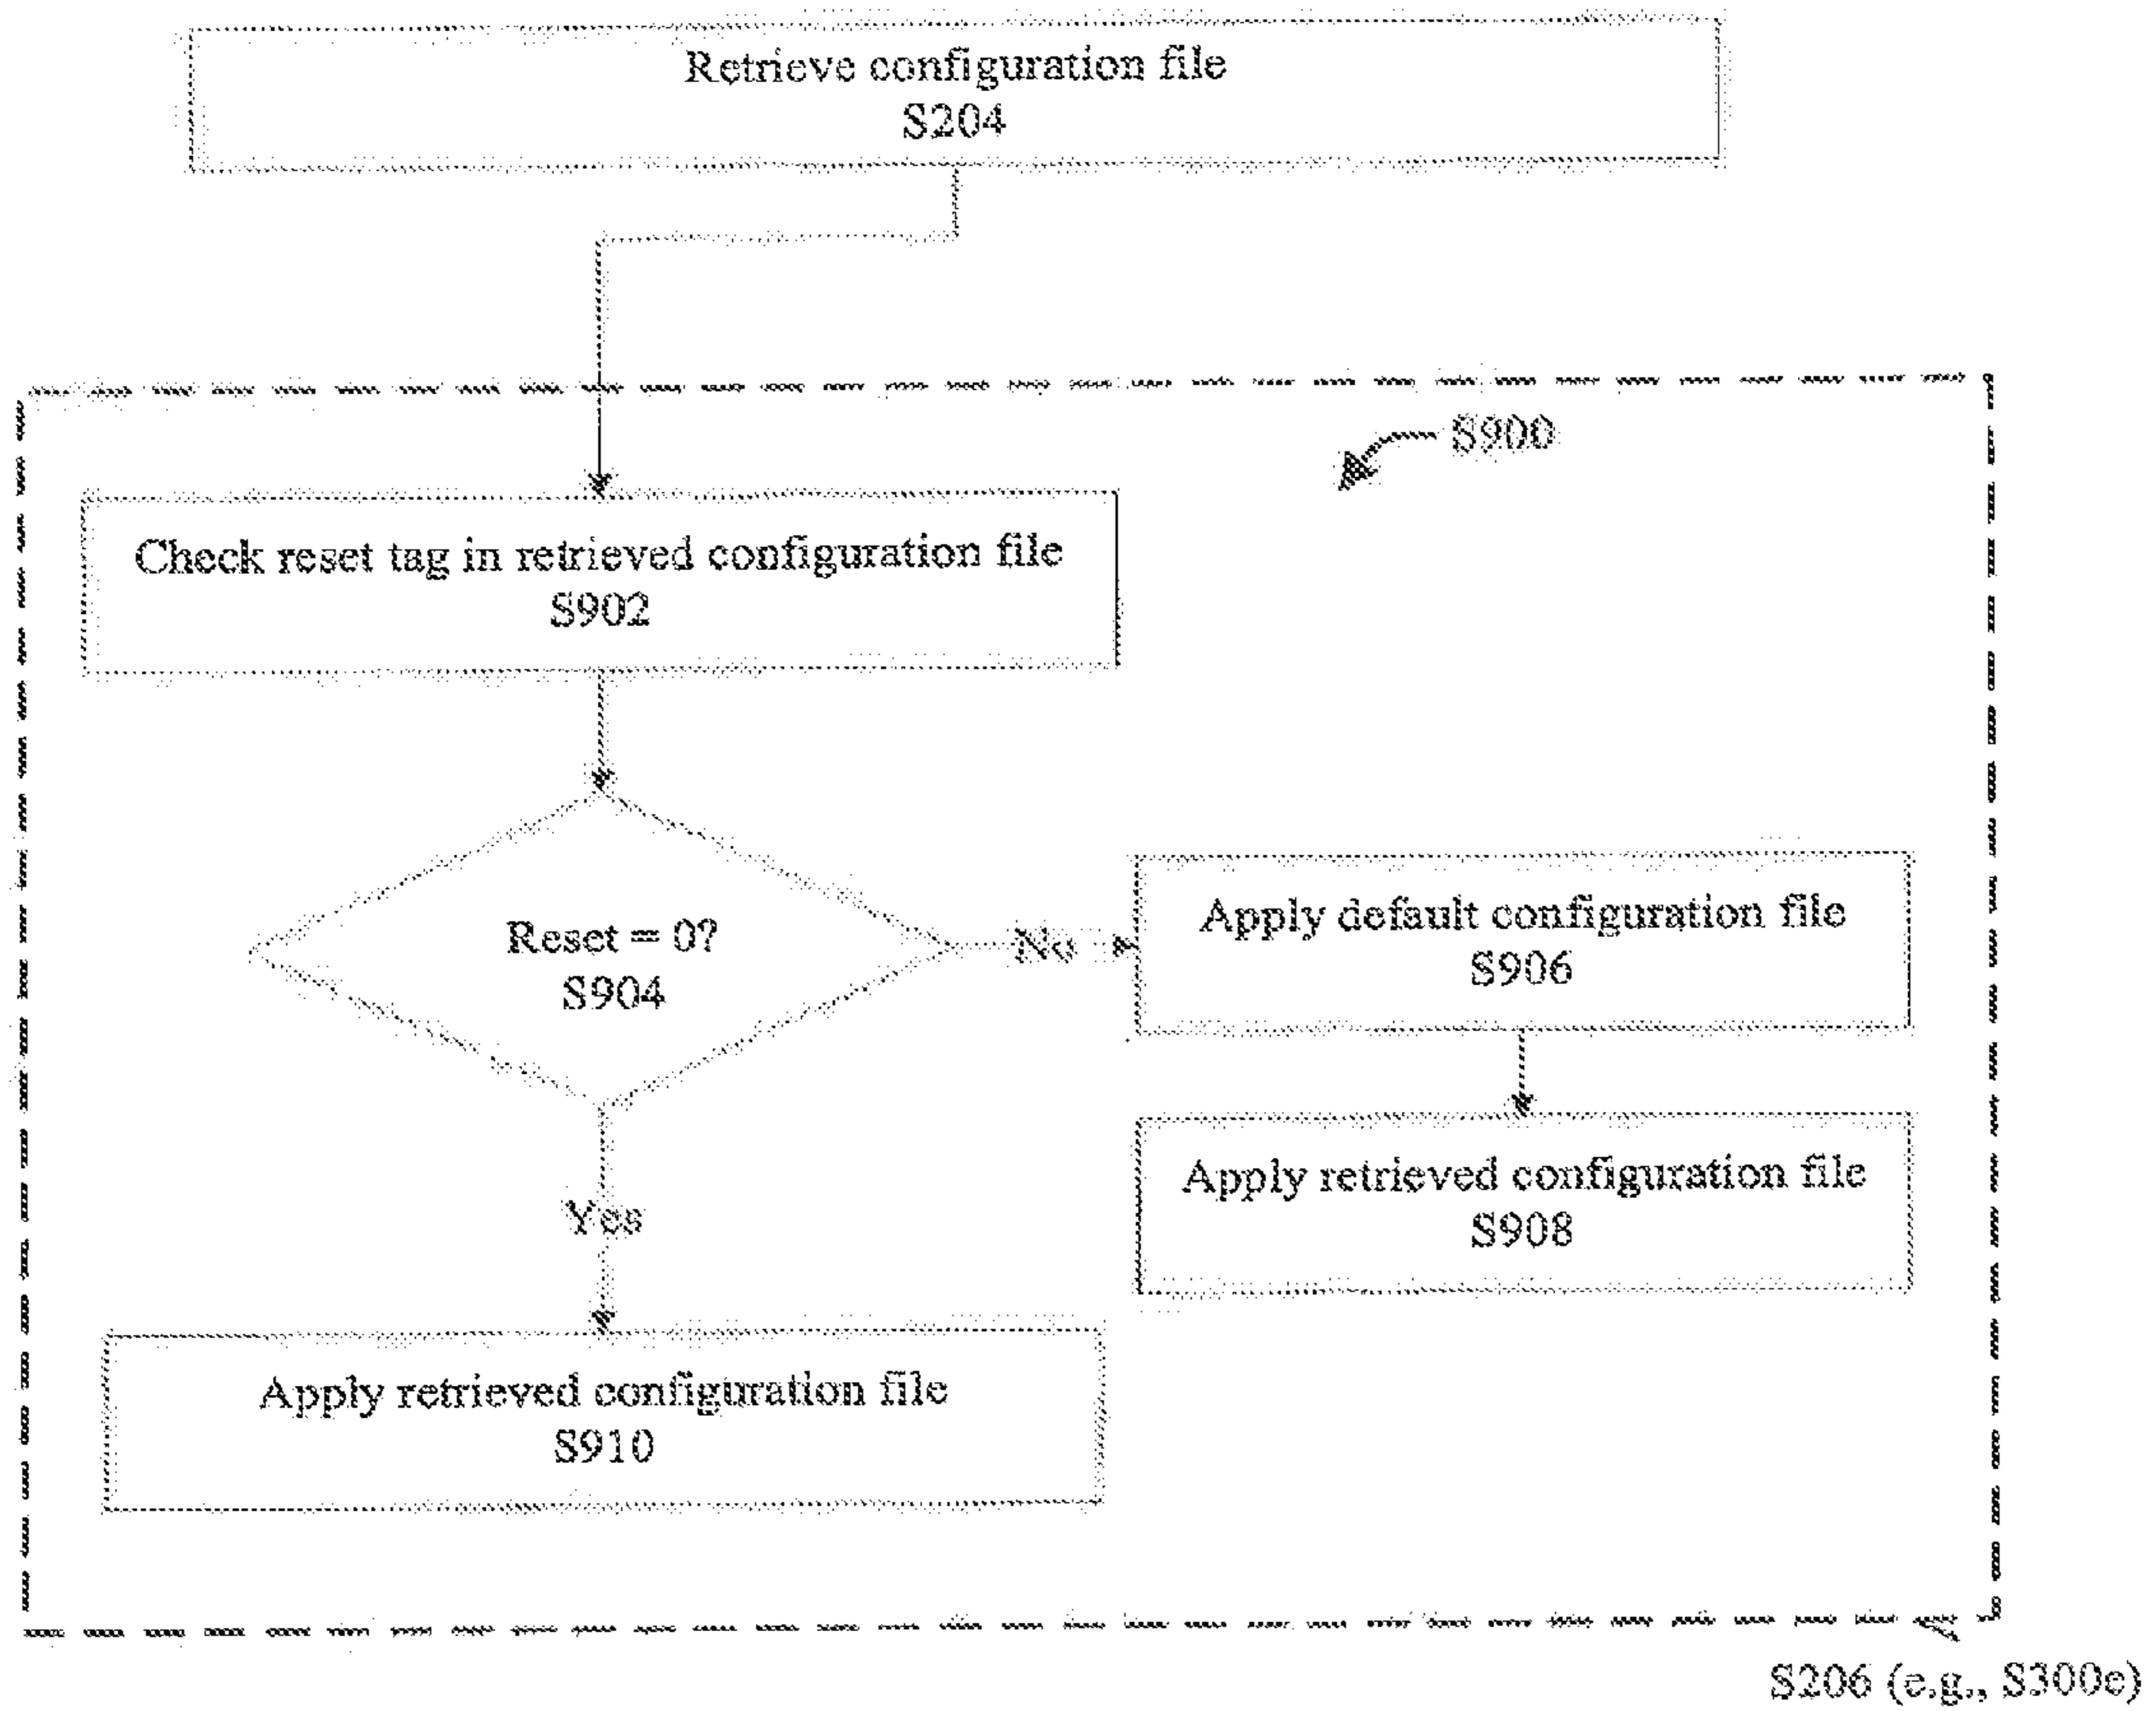 Retrieve configuration file
S204
S900
Check reset tag in retrieved configuration file
S902
Reset = 0?
S904
No
Apply default configuration file
S906
Apply retrieved configuration file
S908
Yes
Apply retrieved configuration file
S910
S206 (e.g., S300e)